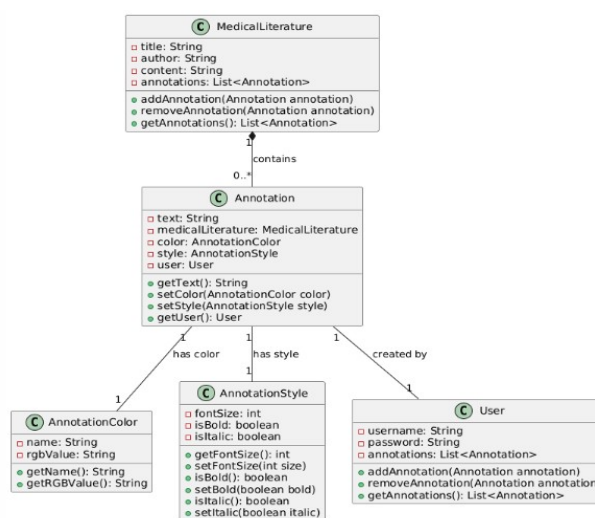 C MedicalLiterature
title: String
author: String
content: String
annotations: List<Annotation>
addAnnotation(Annotation annotation)
removeAnnotation(Annotation annotation)
getAnnotations(): List<Annotation>
1
contains
0..*
C Annotation
text: String
medicalLiterature: MedicalLiterature
color: AnnotationColor
style: AnnotationStyle
user: User
getText(): String
setColor(AnnotationColor color)
setStyle(AnnotationStyle style)
getUser(): User
1 1 1
has color has style created by
1 1 1
C AnnotationColor
name: String
rgbValue: String
getName(): String
getRGBValue(): String
C AnnotationStyle
fontSize: int
isBold: boolean
isItalic: boolean
getFontSize(): int
setFontSize(int size)
isBold(): boolean
setBold(boolean bold)
isItalic(): boolean
setItalic(boolean italic)
C User
username: String
password: String
annotations: List<Annotation>
addAnnotation(Annotation annotation)
removeAnnotation(Annotation annotation
getAnnotations(): List<Annotation>